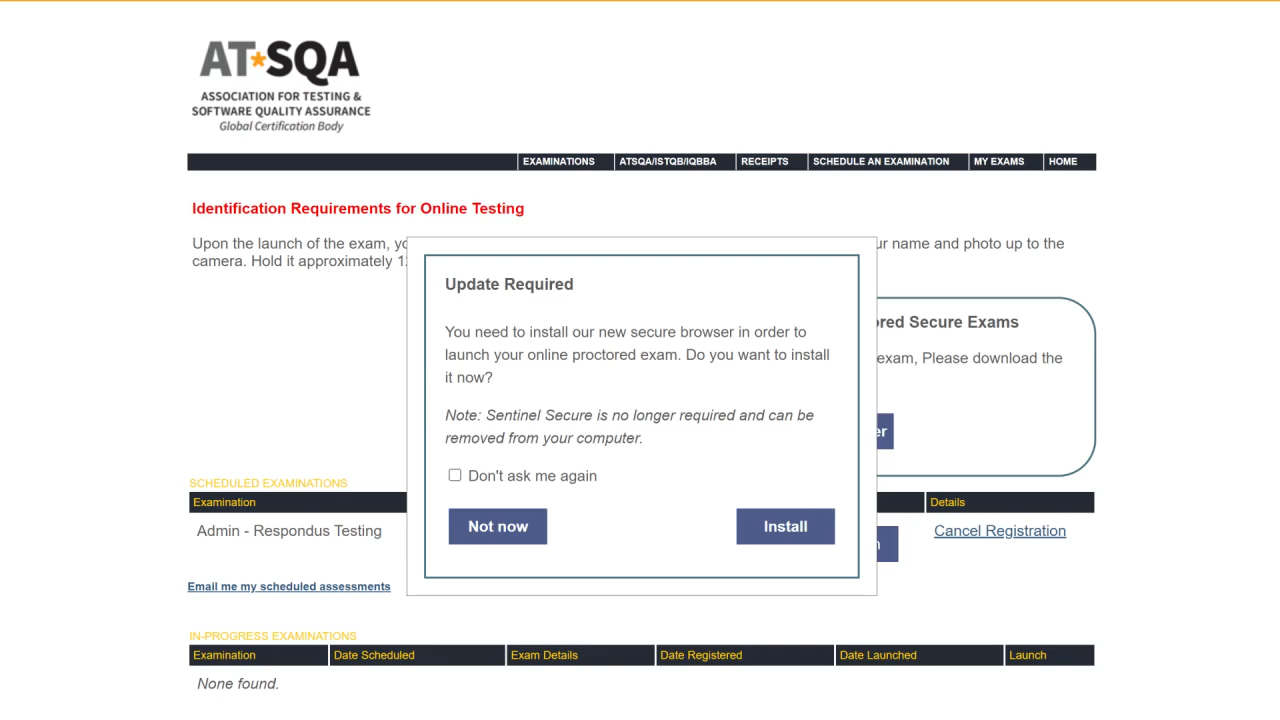 AT*SQA
ASSOCIATION FOR TESTING &
SOFTWARE QUALITY ASSURANCE
Global Certification Body
EXAMINATIONS ATSQA/ISTQB/IQBBA RECEIPTS SCHEDULE AN EXAMINATION MY EXAMS HOME
Identification Requirements for Online Testing
Upon the launch of the exam, name and photo up to the
camera. Hold it approximately
Update Required
You need to install our new secure browser in order to
launch your online proctored exam. Do you want to install
it now?
Note: Sentinel Secure is no longer required and can be
removed from your computer.
Don't ask me again
Not now Install
Secure Exams
exam, Please download the
SCHEDULED EXAMINATIONS
Examination Details
Admin - Respondus Testing Cancel Registration
Email me my scheduled assessments
IN-PROGRESS EXAMINATIONS
Examination Date Scheduled Exam Details Date Registered Date Launched Launch
None found.